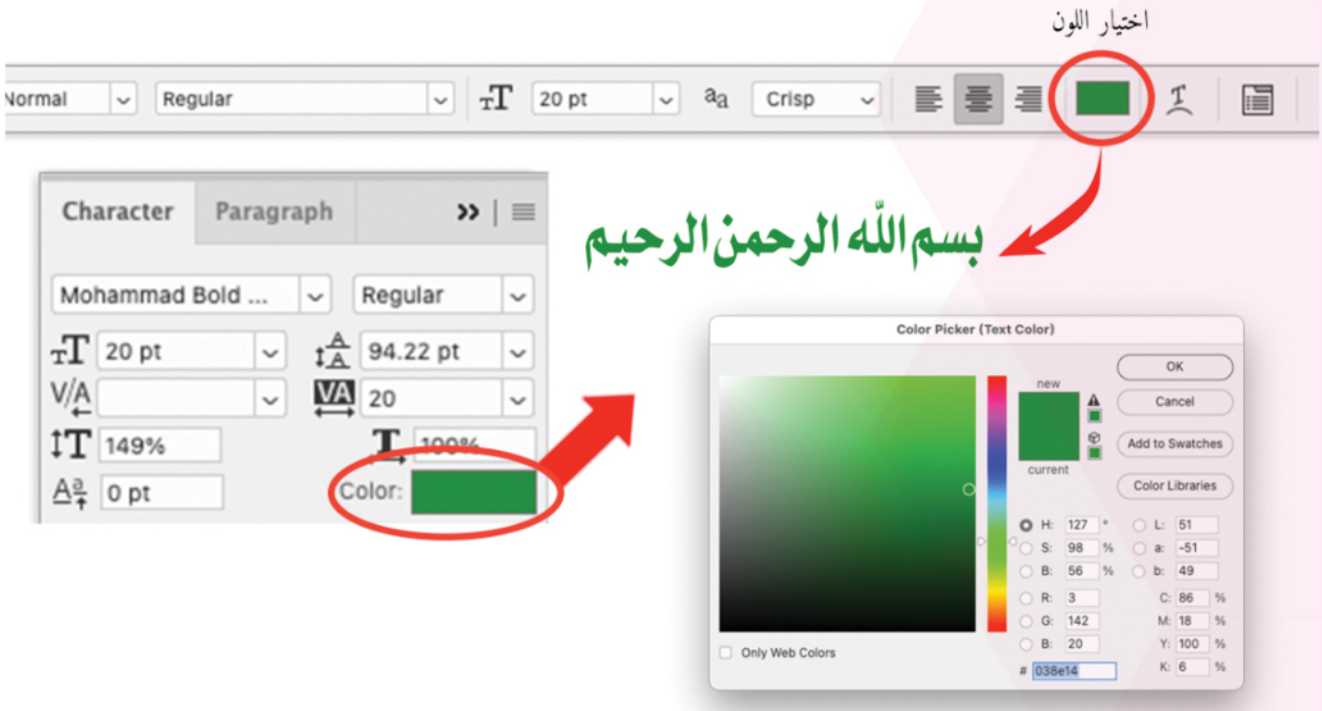 اختيار اللون
Normal Regular 20 pt Crisp
Character Paragraph
بسم الله الرحمن الرحيم
Mohammad Bold ... Regular
20 pt 94.22 pt
V/A VA 20
149% 100%
0 pt Color:
Color Picker (Text Color)
new
current
OK
Cancel
Add to Swatches
Color Libraries
H: 127 ° L: 51
S: 98 % a: -51
B: 56 % b: 49
R: 3 C: 86 %
G: 142 M: 18 %
B: 20 Y: 100 %
# 038e14 K: 6 %
Only Web Colors